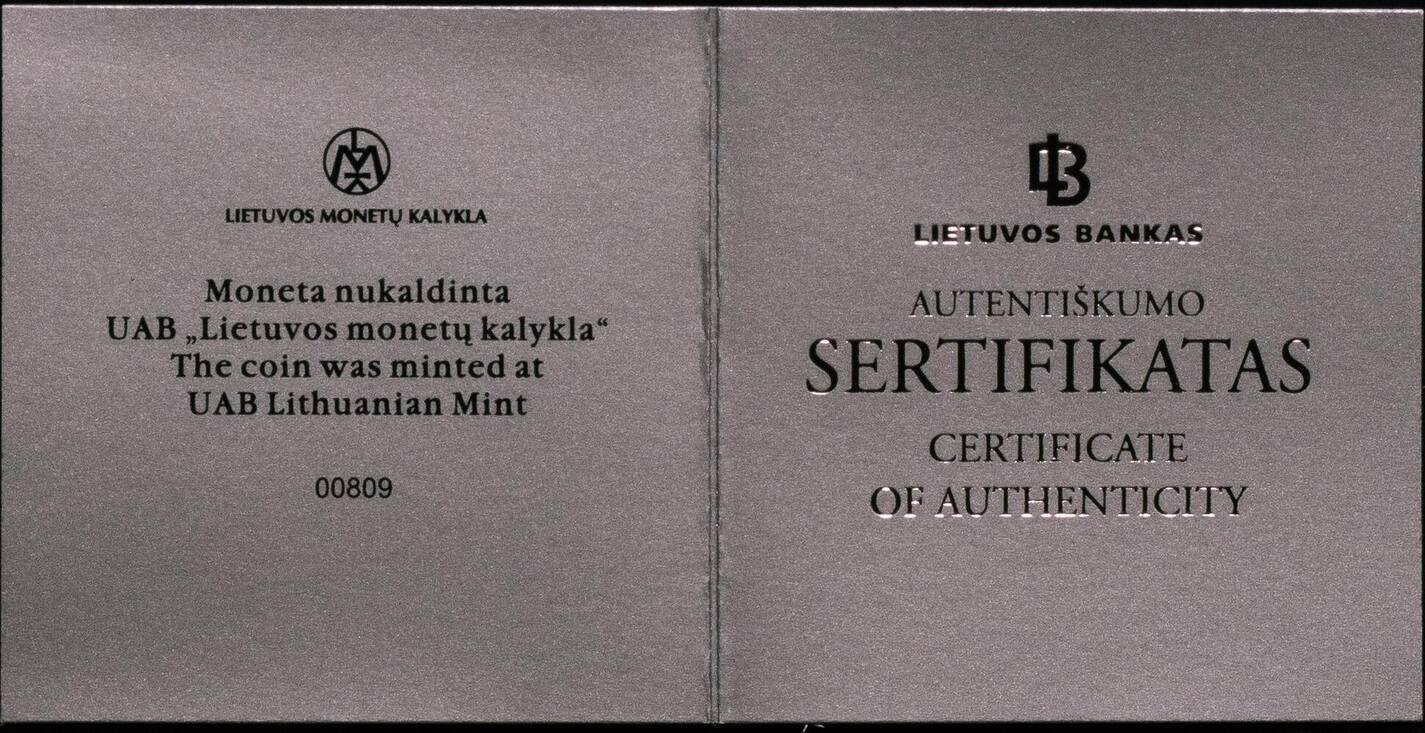 LIETUVOS MONETŲ KALYKLA
Moneta nukaldinta
UAB „Lietuvos monetų kalykla“
The coin was minted at
UAB Lithuanian Mint
00809
LIETUVOS BANKAS
AUTENTIŠKUMO
SERTIFIKATAS
CERTIFICATE
OF AUTHENTICITY